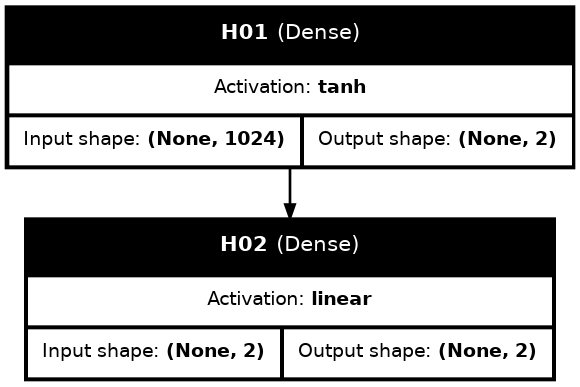 H01 (Dense)
Activation: tanh
Input shape: (None, 1024) Output shape: (None, 2)
H02 (Dense)
Activation: linear
Input shape: (None, 2) Output shape: (None, 2)